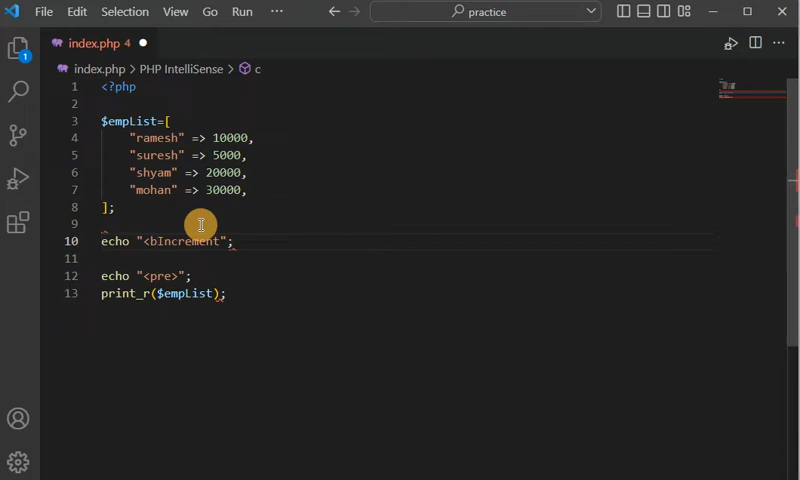 File Edit Selection View Go Run ··· practice
index.php 4
index.php > PHP IntelliSense > c
1 <?php
2
3 $empList=[
4 "ramesh" => 10000,
5 "suresh" => 5000,
6 "shyam" => 20000,
7 "mohan" => 30000,
8 ];
9
10 echo "<bIncrement";
11
12 echo "<pre>";
13 print_r($empList);
1